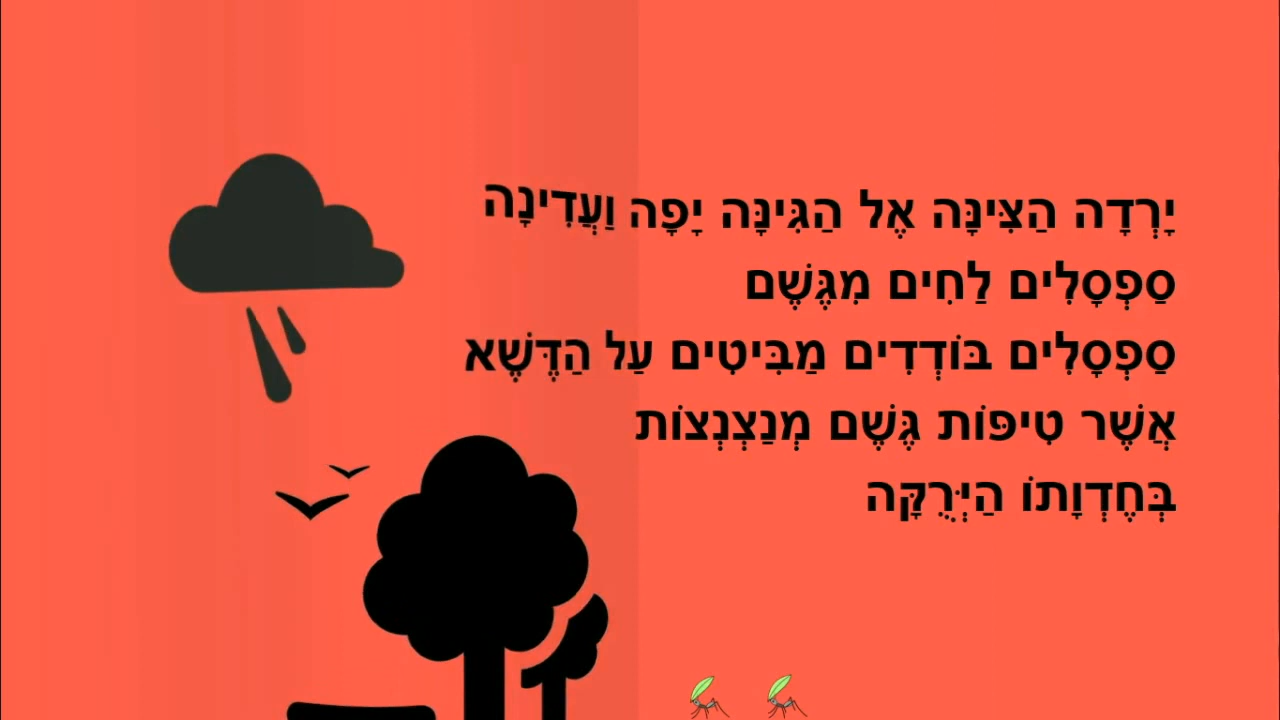 יָרְדָה הַצִּינָּה אֶל הַגִּינָּה יָפָה וַעֲדִינָה
סַפְסָלִים לַחִים מִגֶּשֶׁם
סַפְסָלִים בּוֹדְדִים מַבִּיטִים עַל הַדֶּשֶׁא
אֲשֶׁר טִיפּוֹת גֶּשֶׁם מְנַצְנְצוֹת
בְּחֶדְוָתוֹ הַיְּרֻקָּה